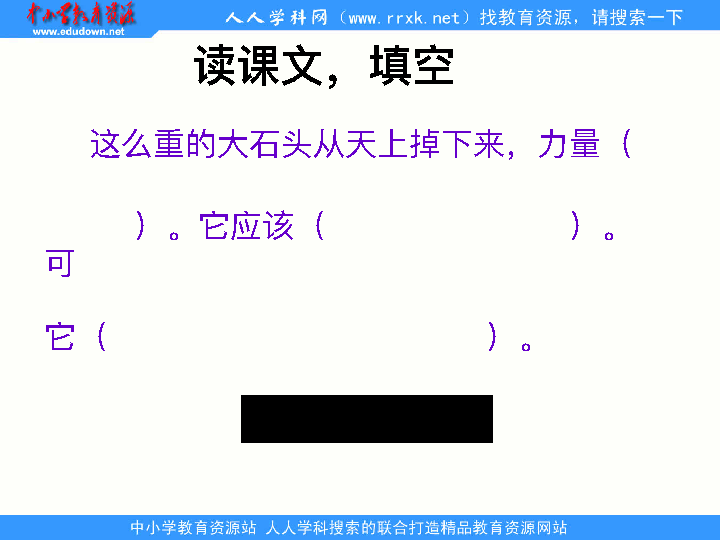 中小学教育资源
www.edudown.net
人人学科网（www.rrxk.net）找教育资源，请搜索一下
读课文，填空
这么重的大石头从天上掉下来，力量（
）。它应该（ ）。
可
它（ ）。
中小学教育资源站 人人学科搜索的联合打造精品教育资源网站